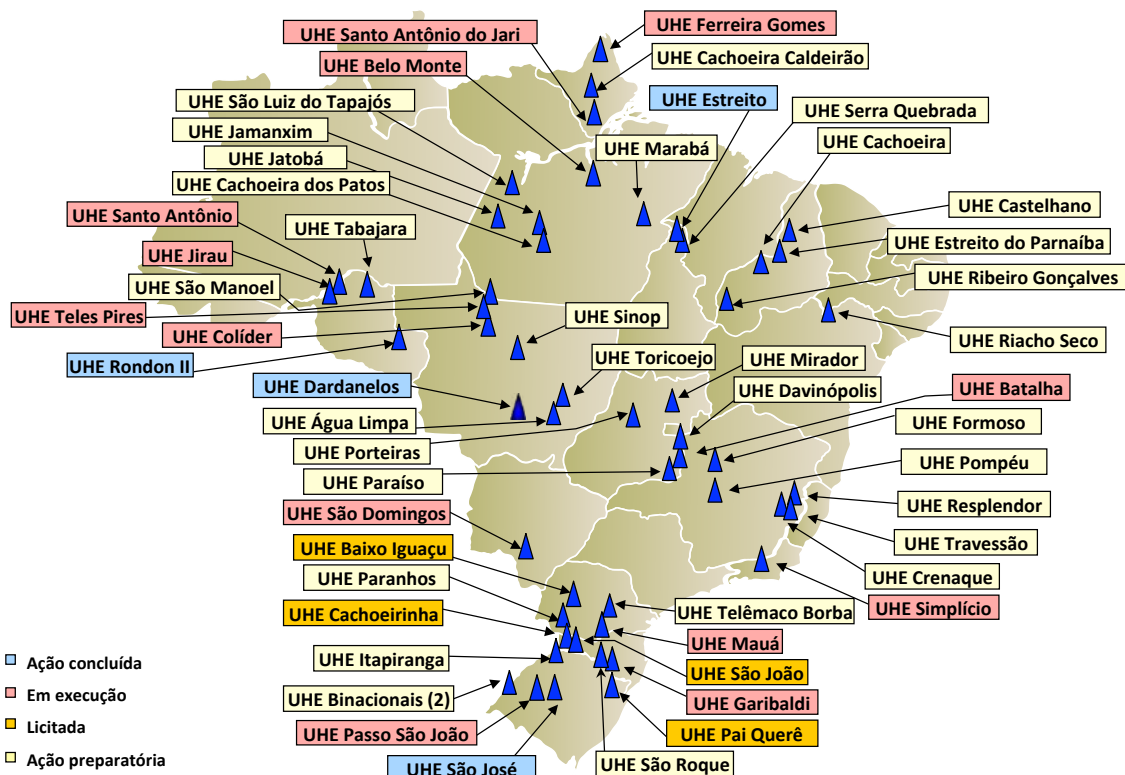 UHE Ferreira Gomes
UHE Santo Antônio do Jari
UHE Cachoeira Caldeirão
UHE Belo Monte
UHE São Luiz do Tapajós
UHE Estreito
UHE Serra Quebrada
UHE Jamanxim
UHE Marabá
UHE Cachoeira
UHE Jatobá
UHE Cachoeira dos Patos
UHE Castelhano
UHE Santo Antônio
UHE Tabajara
UHE Estreito do Parnaíba
UHE Jirau
UHE Ribeiro Gonçalves
UHE São Manoel
UHE Teles Pires
UHE Sinop
UHE Colíder
UHE Riacho Seco
UHE Rondon II
UHE Toricoejo
UHE Mirador
UHE Dardanelos
UHE Davinópolis
UHE Batalha
UHE Água Limpa
UHE Formoso
UHE Porteiras
UHE Pompéu
UHE Paraíso
UHE Resplendor
UHE São Domingos
UHE Travessão
UHE Baixo Iguaçu
UHE Crenaque
UHE Paranhos
UHE Simplício
UHE Cachoeirinha
UHE Telêmaco Borba
UHE Mauá
UHE Itapiranga
UHE São João
UHE Binacionais (2)
UHE Garibaldi
UHE Passo São João
UHE Pai Querê
UHE São José
UHE São Roque
Ação concluída
Em execução
Licitada
Ação preparatória